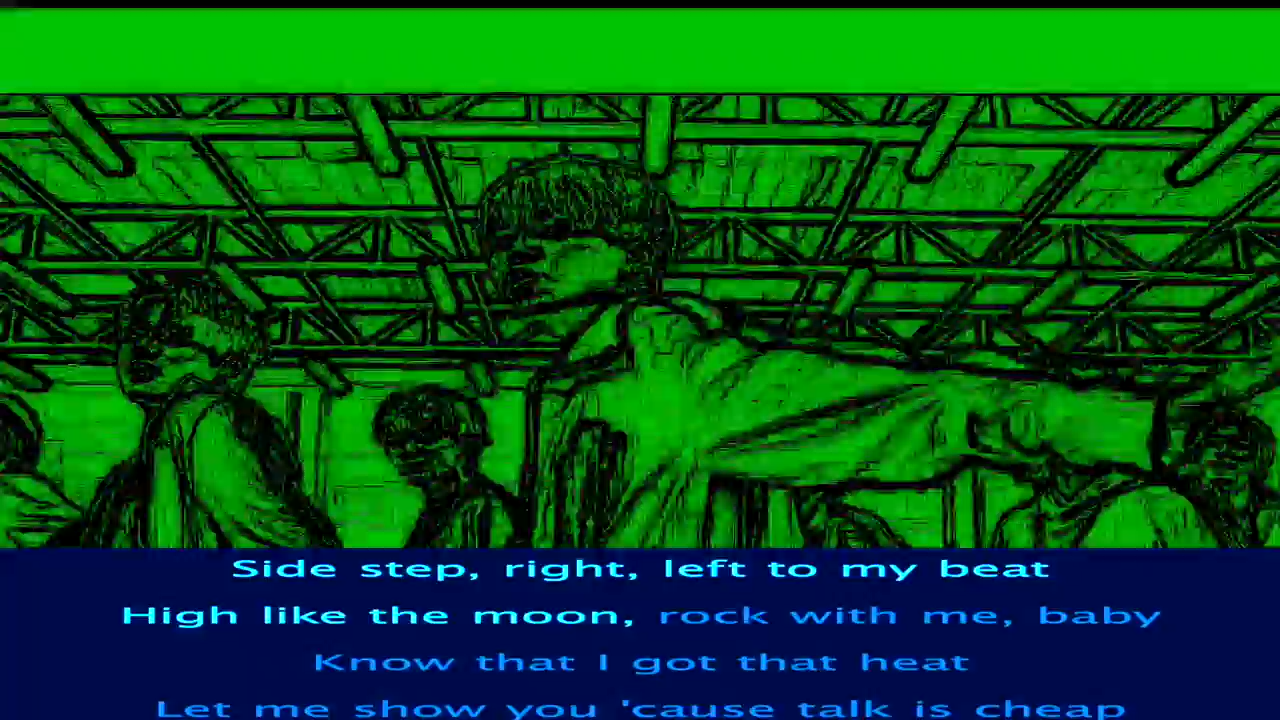 Side step, right, left to my beat
High like the moon, rock with me, baby
Know that I got that heat
Let me show you 'cause talk is cheap